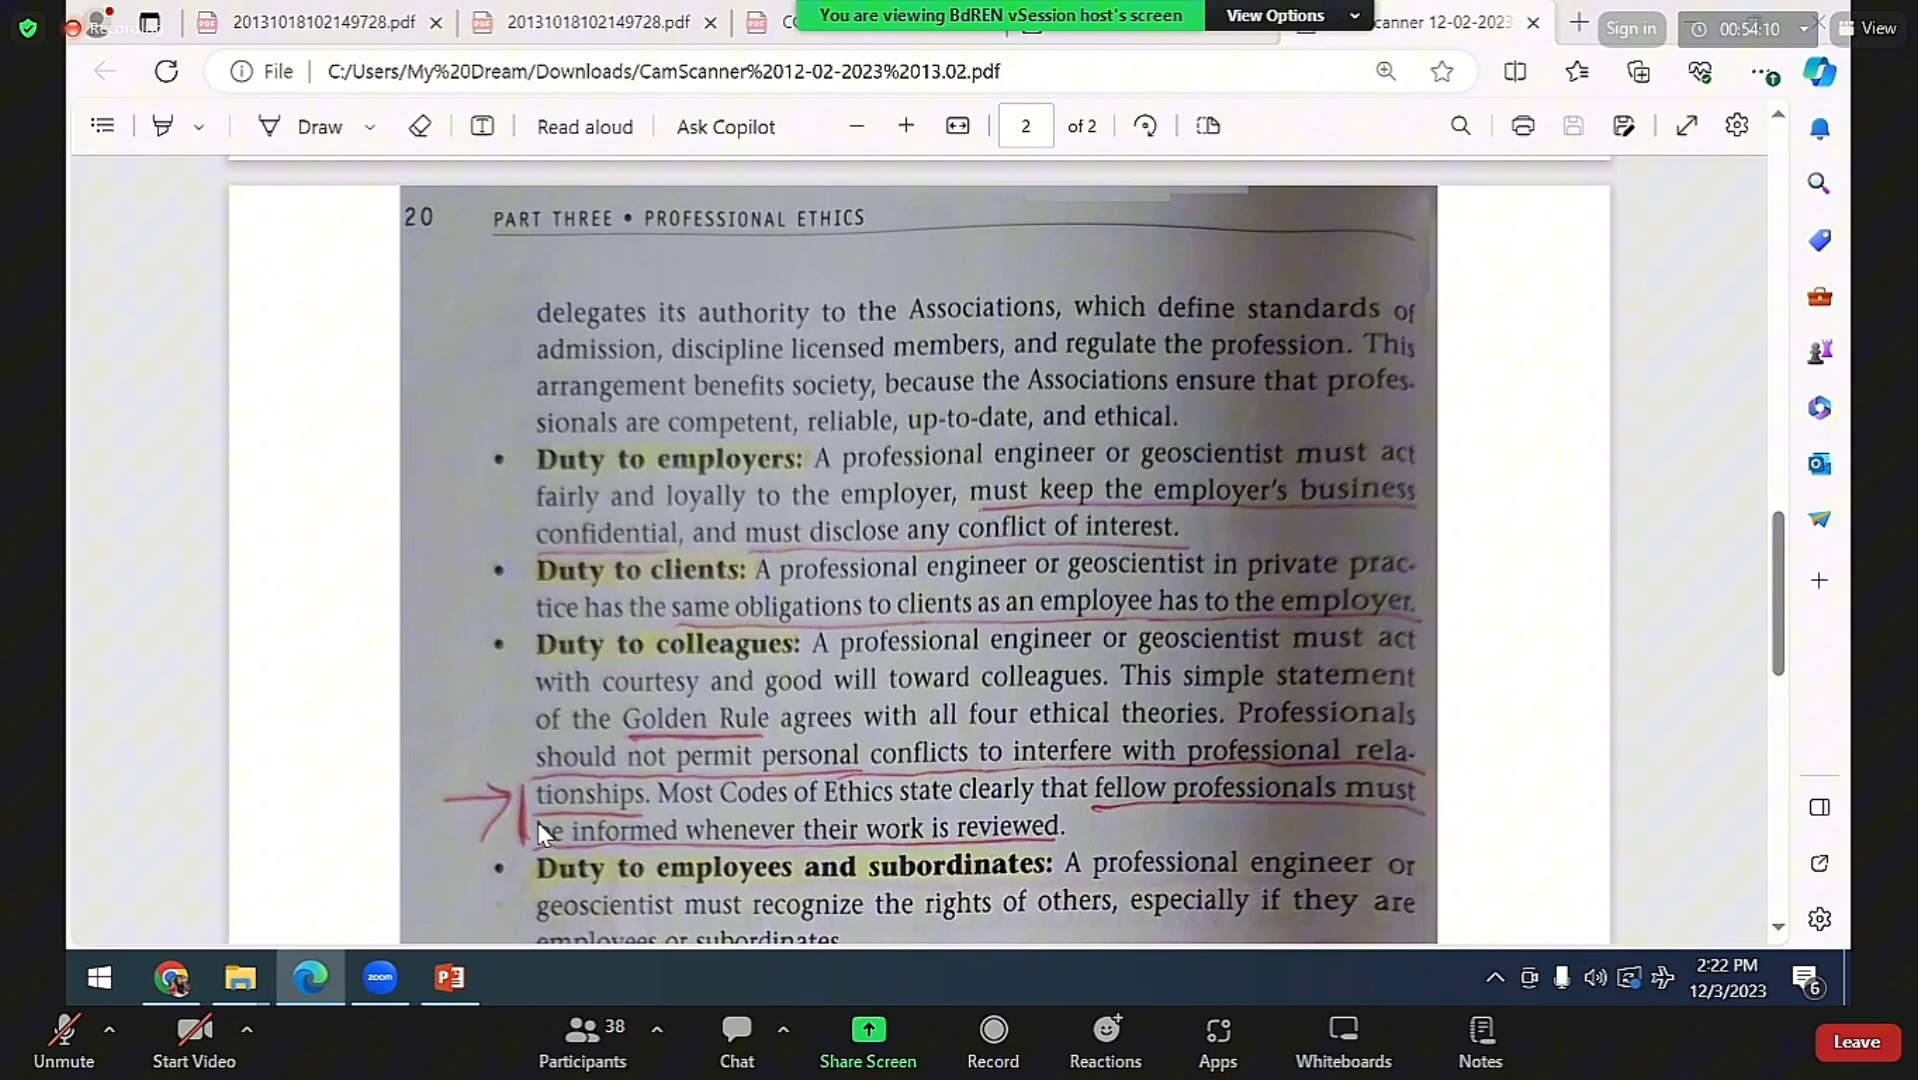 20131018102149728.pdf
20131018102149728.pdf
You are viewing BdREN vSession host's screen
View Options
canner 12-02-2023
Sign in
00:54:10
View
File
C:/Users/My%20Dream/Downloads/CamScanner%2012-02-2023%2013.02.pdf
Draw
Read aloud
Ask Copilot
2
of 2
20
PART THREE • PROFESSIONAL ETHICS
delegates its authority to the Associations, which define standards of
admission, discipline licensed members, and regulate the profession. This
arrangement benefits society, because the Associations ensure that profes-
sionals are competent, reliable, up-to-date, and ethical.
• Duty to employers: A professional engineer or geoscientist must act
fairly and loyally to the employer, must keep the employer's business
confidential, and must disclose any conflict of interest.
• Duty to clients: A professional engineer or geoscientist in private prac-
tice has the same obligations to clients as an employee has to the employer.
• Duty to colleagues: A professional engineer or geoscientist must act
with courtesy and good will toward colleagues. This simple statement
of the Golden Rule agrees with all four ethical theories. Professionals
should not permit personal conflicts to interfere with professional rela-
tionships. Most Codes of Ethics state clearly that fellow professionals must
be informed whenever their work is reviewed.
• Duty to employees and subordinates: A professional engineer or
geoscientist must recognize the rights of others, especially if they are
employees or subordinates.
zoom
2:22 PM
12/3/2023
6
Unmute
Start Video
38
Participants
Chat
Share Screen
Record
Reactions
Apps
Whiteboards
Notes
Leave